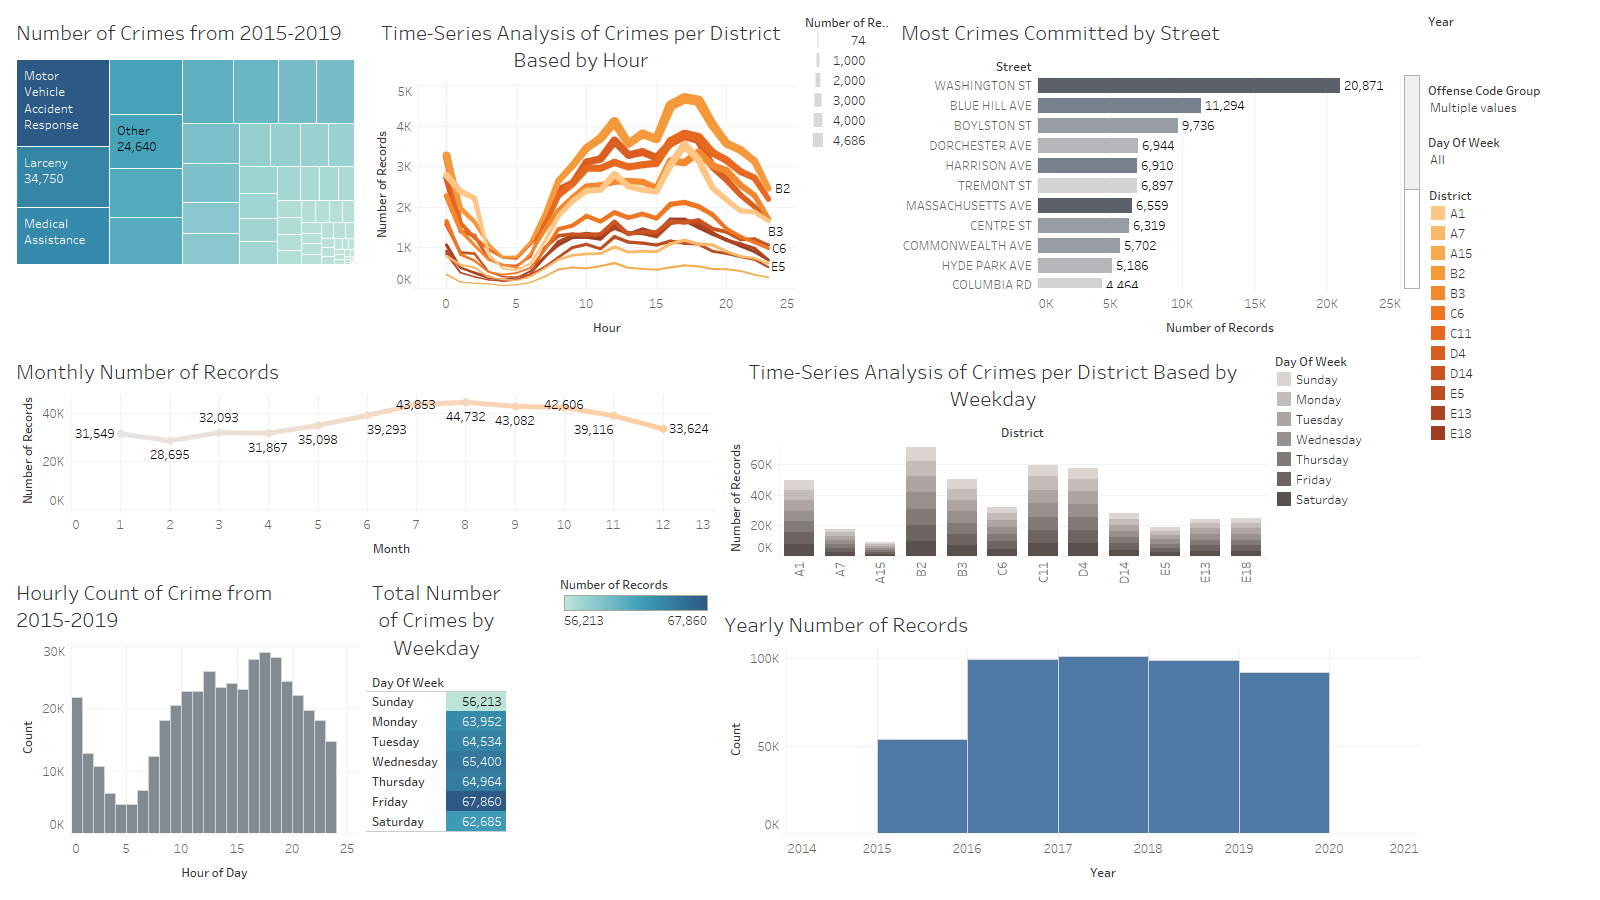 Number of Crimes from 2015-2019
Motor
Vehicle
Accident
Response
Other
24,640
Larceny
34,750
Medical
Assistance
Time-Series Analysis of Crimes per District
Based by Hour
Number of Records
5K
4K
3K
2K
1K
0K
B2
B3
C6
E5
0
5
10
15
20
25
Hour
Number of Re..
74
1,000
2,000
3,000
4,000
4,686
Most Crimes Committed by Street
Street
WASHINGTON ST 20,871
BLUE HILL AVE 11,294
BOYLSTON ST 9,736
DORCHESTER AVE 6,944
HARRISON AVE 6,910
TREMONT ST 6,897
MASSACHUSETTS AVE 6,559
CENTRE ST 6,319
COMMONWEALTH AVE 5,702
HYDE PARK AVE 5,186
COLUMBIA RD 4,464
0K
5K
10K
15K
20K
25K
Number of Records
Year
Offense Code Group
Multiple values
Day Of Week
All
District
A1
A7
A15
B2
B3
C6
C11
D4
D14
E5
E13
E18
Monthly Number of Records
Number of Records
40K
20K
0K
31,549
28,695
32,093
31,867
35,098
39,293
43,853
44,732
43,082
42,606
39,116
33,624
0
1
2
3
4
5
6
7
8
9
10
11
12
13
Month
Time-Series Analysis of Crimes per District Based by
Weekday
District
Number of Records
60K
40K
20K
0K
A1
A7
A15
B2
B3
C6
C11
D4
D14
E5
E13
E18
Day Of Week
Sunday
Monday
Tuesday
Wednesday
Thursday
Friday
Saturday
Hourly Count of Crime from
2015-2019
Count
30K
20K
10K
0K
0
5
10
15
20
25
Hour of Day
Total Number
of Crimes by
Weekday
Day Of Week
Sunday 56,213
Monday 63,952
Tuesday 64,534
Wednesday 65,400
Thursday 64,964
Friday 67,860
Saturday 62,685
Number of Records
56,213 67,860
Yearly Number of Records
Count
100K
50K
0K
2014
2015
2016
2017
2018
2019
2020
2021
Year